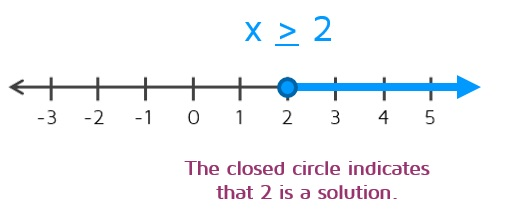 x ≥ 2
-3 -2 -1 0 1 2 3 4 5
The closed circle indicates
that 2 is a solution.